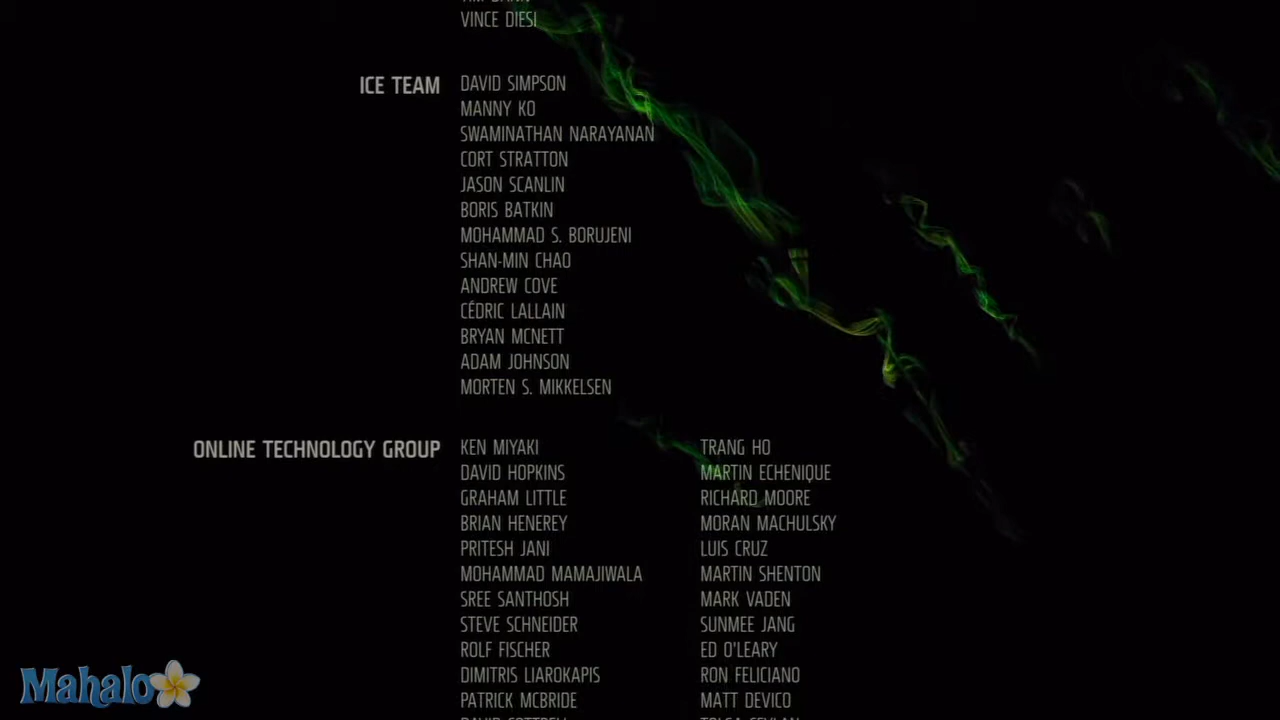 VINCE DIESI
ICE TEAM DAVID SIMPSON
MANNY KO
SWAMINATHAN NARAYANAN
CORT STRATTON
JASON SCANLIN
BORIS BATKIN
MOHAMMAD S. BORUJENI
SHAN-MIN CHAO
ANDREW COVE
CÉDRIC LALLAIN
BRYAN MCNETT
ADAM JOHNSON
MORTEN S. MIKKELSEN
ONLINE TECHNOLOGY GROUP KEN MIYAKI TRANG HO
DAVID HOPKINS MARTIN ECHENIQUE
GRAHAM LITTLE RICHARD MOORE
BRIAN HENEREY MORAN MACHULSKY
PRITESH JANI LUIS CRUZ
MOHAMMAD MAMAJIWALA MARTIN SHENTON
SREE SANTHOSH MARK VADEN
STEVE SCHNEIDER SUNMEE JANG
ROLF FISCHER ED O'LEARY
DIMITRIS LIAROKAPIS RON FELICIANO
PATRICK MCBRIDE MATT DEVICO
Mahalo